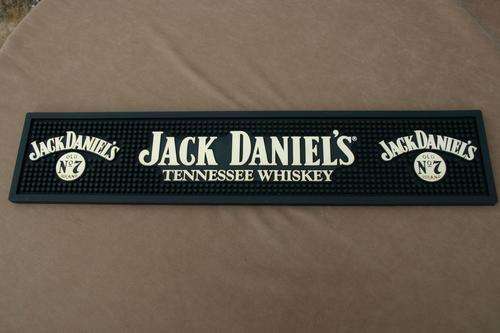 JACK DANIEL'S
OLD
Nº7
BRAND
JACK DANIEL'S®
TENNESSEE WHISKEY
JACK DANIEL'S
OLD
Nº7
BRAND